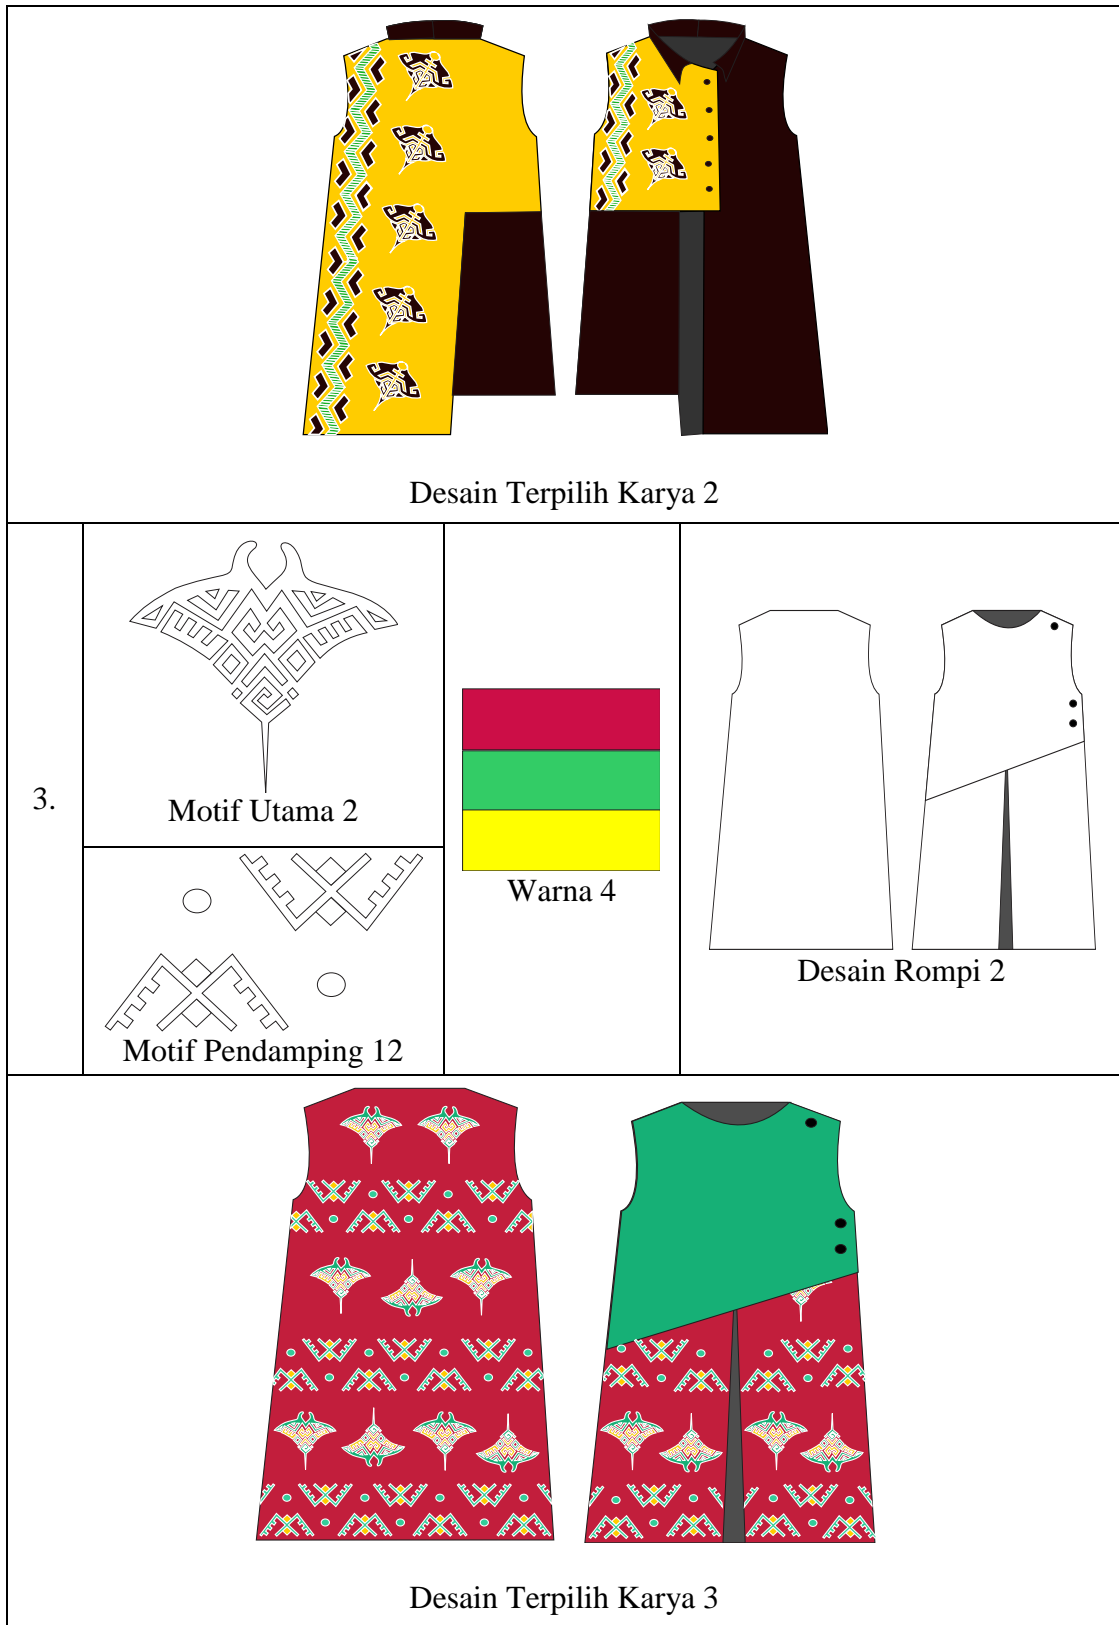 Desain Terpilih Karya 2
3.
Motif Utama 2
Motif Pendamping 12
Warna 4
Desain Rompi 2
Desain Terpilih Karya 3